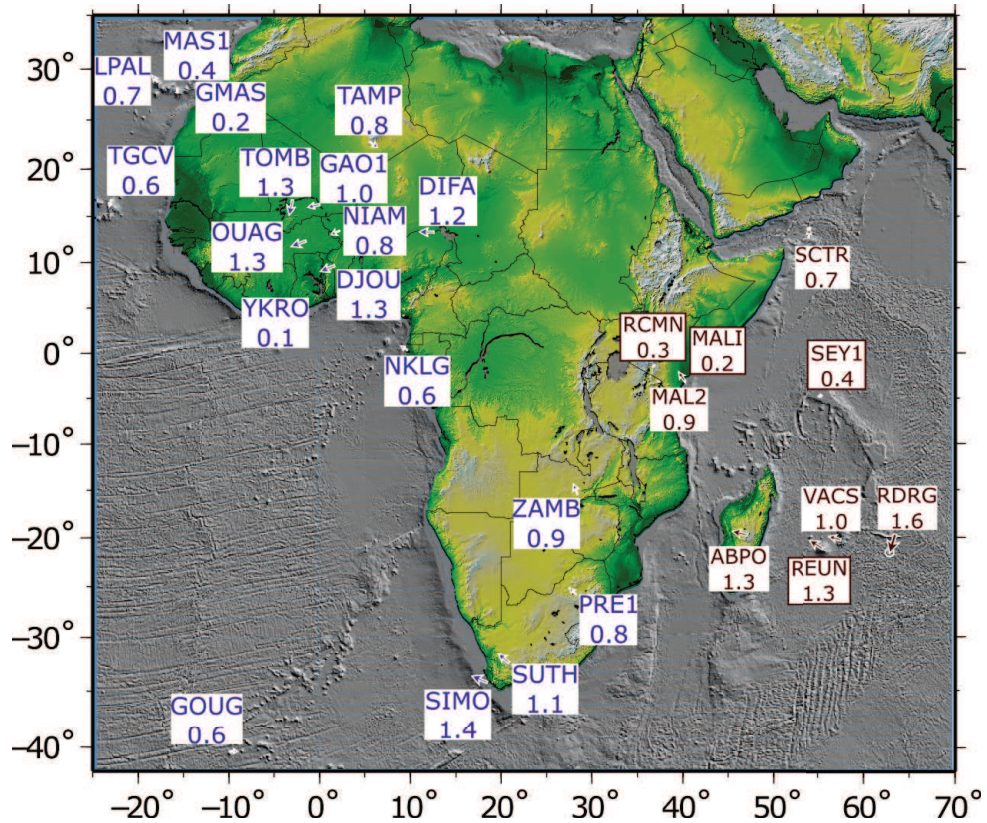 MAS1
0.4
30°
LPAL
0.7
GMAS
0.2
TAMP
0.8
20°
TGCV
0.6
TOMB
1.3
GAO1
1.0
DIFA
1.2
NIAM
0.8
OUAG
1.3
10°
SCTR
0.7
DJOU
1.3
YKRO
0.1
RCMN
0.3
MALI
0.2
0°
NKLG
0.6
SEY1
0.4
MAL2
0.9
−10°
ZAMB
0.9
VACS
1.0
RDRG
1.6
−20°
ABPO
1.3
REUN
1.3
PRE1
0.8
−30°
SUTH
1.1
SIMO
1.4
GOUG
0.6
−40°
−20° −10° 0° 10° 20° 30° 40° 50° 60° 70°